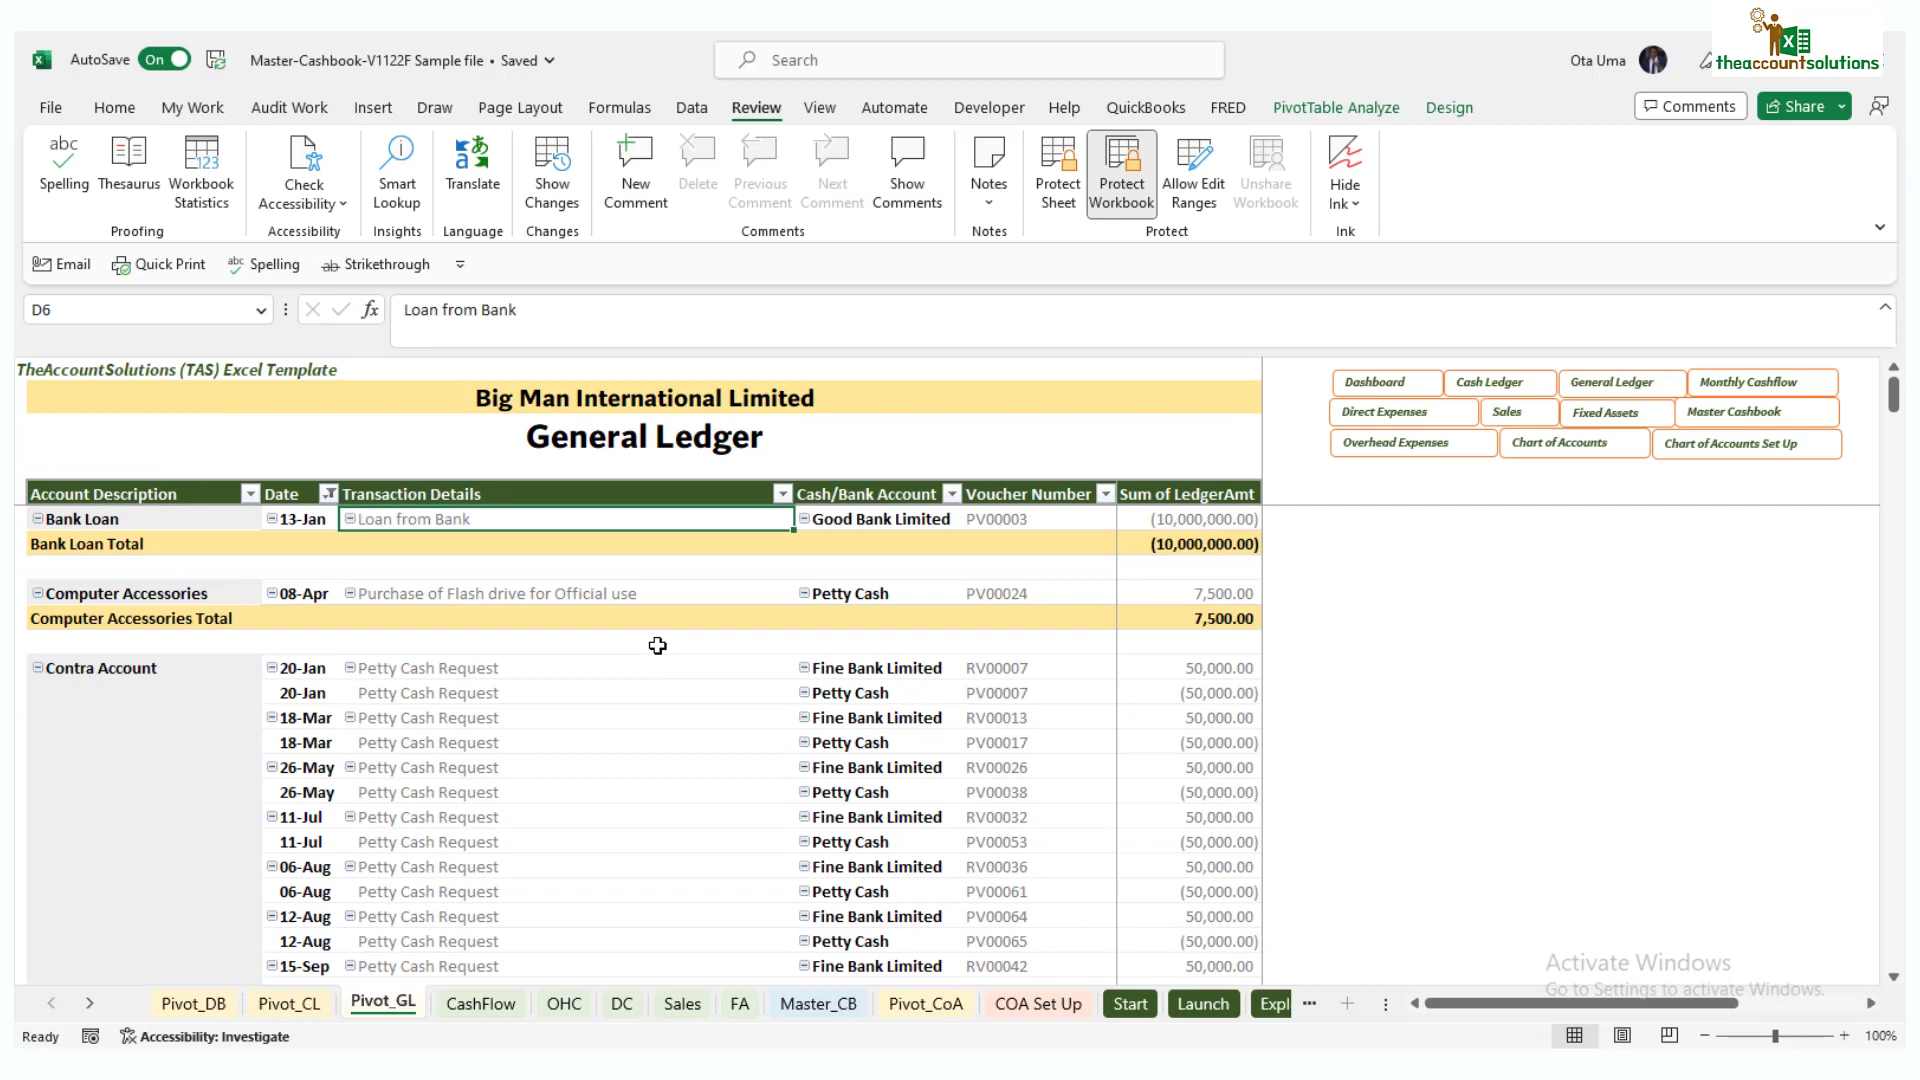 theaccountsolutions
AutoSave On Master-Cashbook-V1122F Sample file • Saved Search Ota Uma
File Home My Work Audit Work Insert Draw Page Layout Formulas Data Review View Automate Developer Help QuickBooks FRED PivotTable Analyze Design Comments Share
Spelling Thesaurus Workbook Statistics Check Accessibility Smart Lookup Translate Show Changes New Comment Delete Previous Comment Next Comment Show Comments Notes Protect Sheet Protect Workbook Allow Edit Ranges Unshare Workbook Hide Ink
Proofing Accessibility Insights Language Changes Comments Notes Protect Ink
Email Quick Print Spelling Strikethrough
D6 fx Loan from Bank
TheAccountSolutions (TAS) Excel Template
Big Man International Limited
General Ledger
Dashboard Cash Ledger General Ledger Monthly Cashflow
Direct Expenses Sales Fixed Assets Master Cashbook
Overhead Expenses Chart of Accounts Chart of Accounts Set Up
Account Description Date Transaction Details Cash/Bank Account Voucher Number Sum of LedgerAmt
Bank Loan 13-Jan Loan from Bank Good Bank Limited PV00003 (10,000,000.00)
Bank Loan Total (10,000,000.00)
Computer Accessories 08-Apr Purchase of Flash drive for Official use Petty Cash PV00024 7,500.00
Computer Accessories Total 7,500.00
Contra Account 20-Jan Petty Cash Request Fine Bank Limited RV00007 50,000.00
20-Jan Petty Cash Request Petty Cash PV00007 (50,000.00)
18-Mar Petty Cash Request Fine Bank Limited RV00013 50,000.00
18-Mar Petty Cash Request Petty Cash PV00017 (50,000.00)
26-May Petty Cash Request Fine Bank Limited RV00026 50,000.00
26-May Petty Cash Request Petty Cash PV00038 (50,000.00)
11-Jul Petty Cash Request Fine Bank Limited RV00032 50,000.00
11-Jul Petty Cash Request Petty Cash PV00053 (50,000.00)
06-Aug Petty Cash Request Fine Bank Limited RV00036 50,000.00
06-Aug Petty Cash Request Petty Cash PV00061 (50,000.00)
12-Aug Petty Cash Request Fine Bank Limited PV00064 50,000.00
12-Aug Petty Cash Request Petty Cash PV00065 (50,000.00)
15-Sep Petty Cash Request Fine Bank Limited RV00042 50,000.00
Activate Windows
Go to Settings to activate Windows.
Pivot_DB Pivot_CL Pivot_GL CashFlow OHC DC Sales FA Master_CB Pivot_CoA COA Set Up Start Launch Expl
Ready Accessibility: Investigate 100%